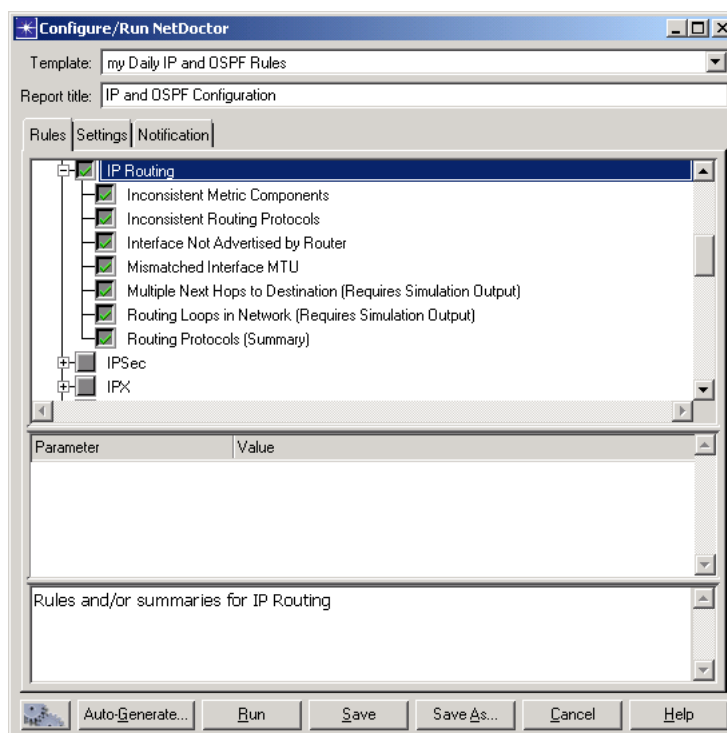 Configure/Run NetDoctor
Template: my Daily IP and OSPF Rules
Report title: IP and OSPF Configuration
Rules Settings Notification
IP Routing
Inconsistent Metric Components
Inconsistent Routing Protocols
Interface Not Advertised by Router
Mismatched Interface MTU
Multiple Next Hops to Destination (Requires Simulation Output)
Routing Loops in Network (Requires Simulation Output)
Routing Protocols (Summary)
IPSec
IPX
Parameter Value
Rules and/or summaries for IP Routing
Auto-Generate... Run Save Save As... Cancel Help